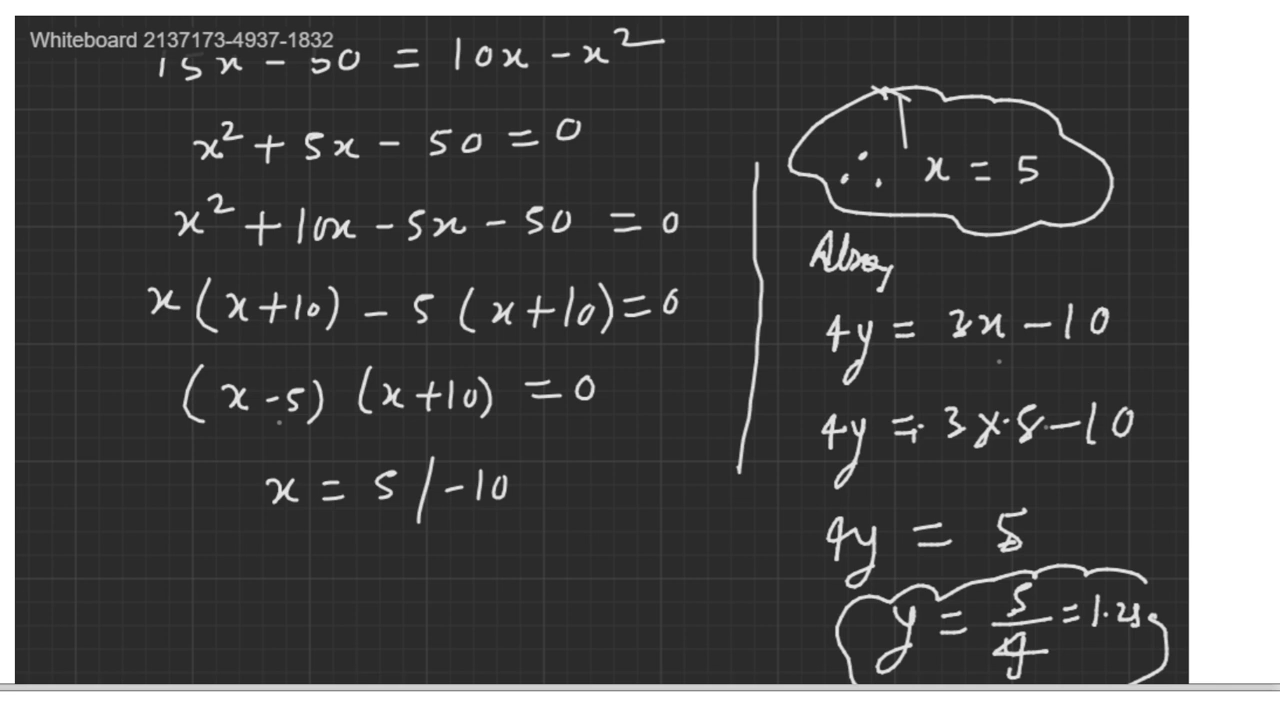 Whiteboard 2137173-4937-1832
15x - 50 = 10x - x²
x² + 5x - 50 = 0
x² + 10x - 5x - 50 = 0
x (x+10) - 5 (x+10) = 0
(x-5) (x+10) = 0
x = 5 / -10
∴ x = 5
Also,
4y = 3x - 10
4y = 3 × 5 - 10
4y = 5
y = 5/4 = 1.25